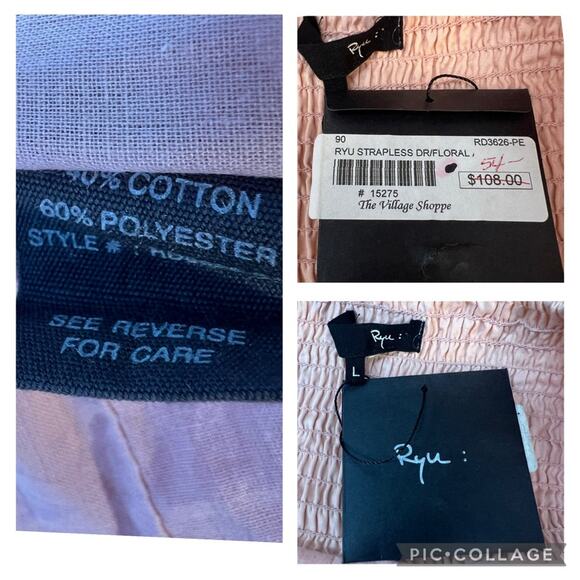 40% COTTON
60% POLYESTER
STYLE #
SEE REVERSE
FOR CARE
Ryu :
90 RD3626-PE
RYU STRAPLESS DR/FLORAL
54-
$108.00
# 15275
The Village Shoppe
Ryu :
L
Ryu :
PIC•COLLAGE